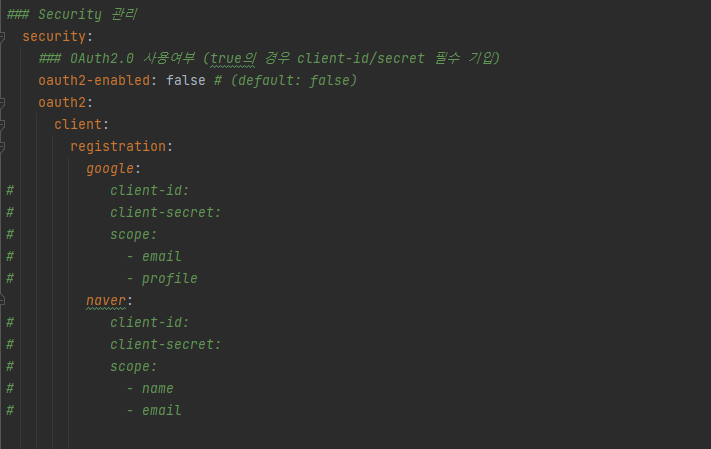 ### Security 관리
security:
### OAuth2.0 사용여부 (true의 경우 client-id/secret 필수 기입)
oauth2-enabled: false # (default: false)
oauth2:
client:
registration:
google:
# client-id:
# client-secret:
# scope:
# - email
# - profile
naver:
# client-id:
# client-secret:
# scope:
# - name
# - email